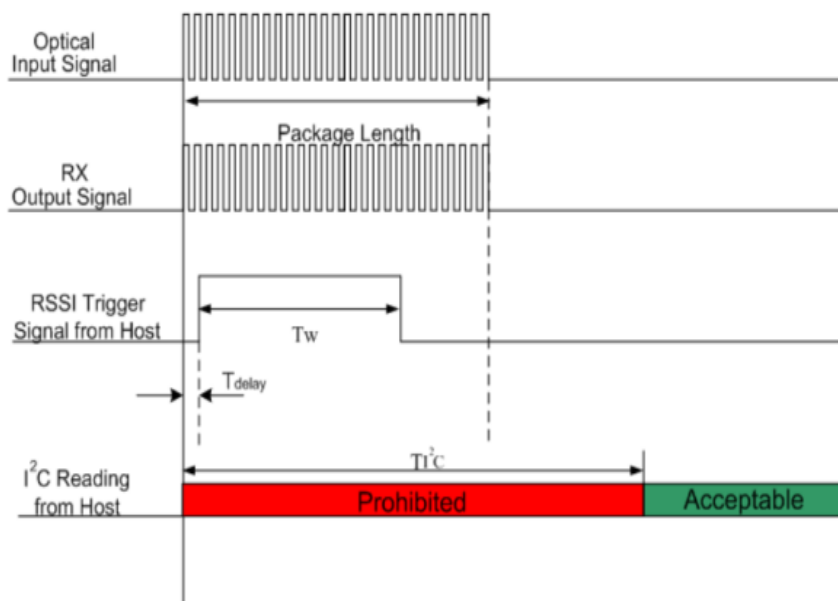 Optical
Input Signal
Package Length
RX
Output Signal
RSSI Trigger
Signal from Host
Tw
Tdelay
TI²C
I²C Reading
from Host
Prohibited
Acceptable